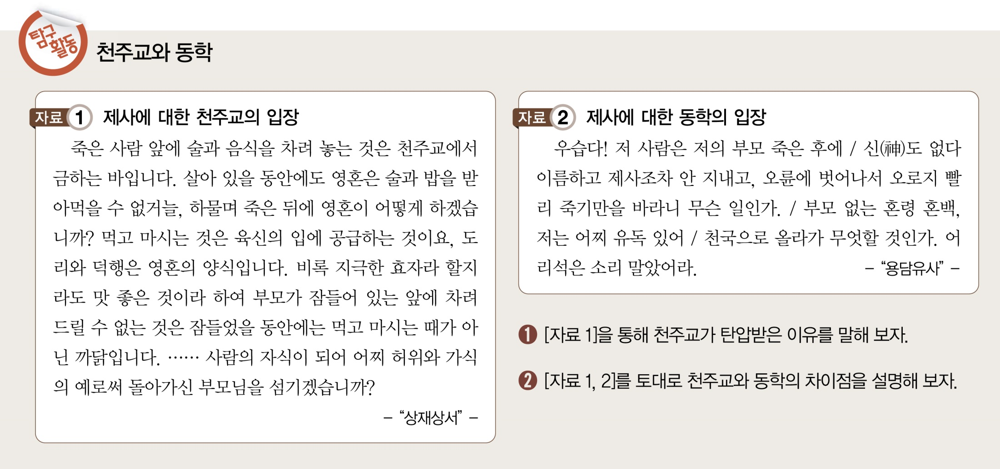 탐구
활동
천주교와 동학
자료 1 제사에 대한 천주교의 입장
죽은 사람 앞에 술과 음식을 차려 놓는 것은 천주교에서
금하는 바입니다. 살아 있을 동안에도 영혼은 술과 밥을 받
아먹을 수 없거늘, 하물며 죽은 뒤에 영혼이 어떻게 하겠습
니까? 먹고 마시는 것은 육신의 입에 공급하는 것이요, 도
리와 덕행은 영혼의 양식입니다. 비록 지극한 효자라 할지
라도 맛 좋은 것이라 하여 부모가 잠들어 있는 앞에 차려
드릴 수 없는 것은 잠들었을 동안에는 먹고 마시는 때가 아
닌 까닭입니다. …… 사람의 자식이 되어 어찌 허위와 가식
의 예로써 돌아가신 부모님을 섬기겠습니까?
– “상재상서” –
자료 2 제사에 대한 동학의 입장
우습다! 저 사람은 저의 부모 죽은 후에 / 신(神)도 없다
이름하고 제사조차 안 지내고, 오륜에 벗어나서 오로지 빨
리 죽기만을 바라니 무슨 일인가. / 부모 없는 혼령 혼백,
저는 어찌 유독 있어 / 천국으로 올라가 무엇할 것인가. 어
리석은 소리 말았어라. – “용담유사” –
1 [자료 1]을 통해 천주교가 탄압받은 이유를 말해 보자.
2 [자료 1, 2]를 토대로 천주교와 동학의 차이점을 설명해 보자.